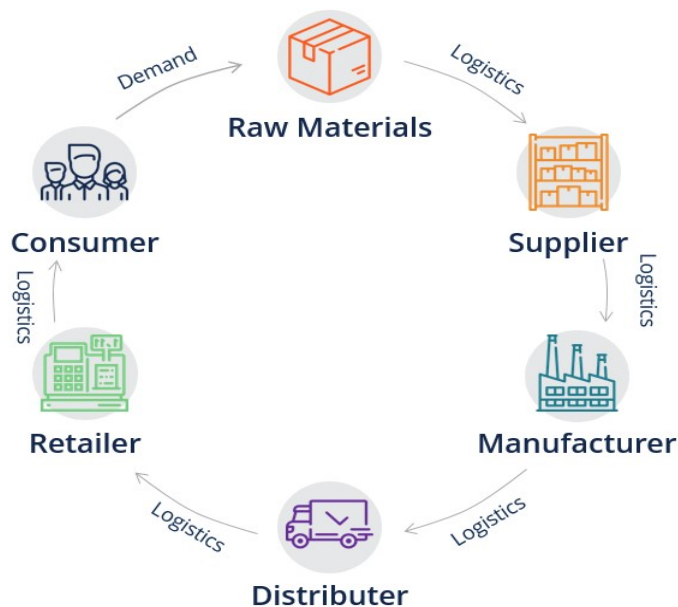 Demand
Logistics
Raw Materials
Consumer
Supplier
Logistics
Logistics
Retailer
Manufacturer
Logistics
Logistics
Distributer